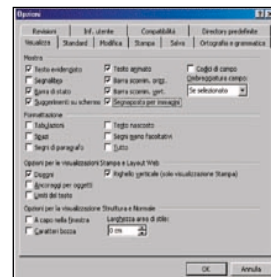 Opzioni
Revisioni Inf. utente Compatibilità Directory predefinite
Visualizza Standard Modifica Stampa Salva Ortografia e grammatica
Mostra
Testo evidenziato Testo animato Codici di campo
Segnalibri Barra scorrim. orizz. Ombreggiatura campo:
Barra di stato Barra scorrim. vert. Se selezionato
Suggerimenti su schermo Segnaposto per immagini
Formattazione
Tabulazioni Testo nascosto
Spazi Segni meno facoltativi
Segni di paragrafo Tutto
Opzioni per la visualizzazioni Stampa e Layout Web
Disegni Righello verticale (solo visualizzazione Stampa)
Ancoraggi per oggetti
Limiti del testo
Opzioni per la visualizzazione Struttura e Normale
A capo nella finestra Larghezza area di stile:
Caratteri bozza 0 cm
OK Annulla